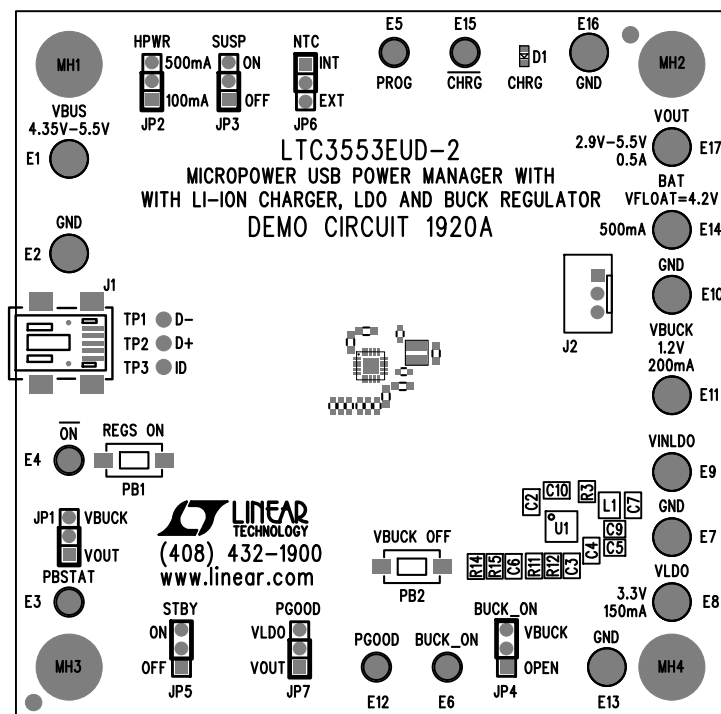 E5
E15
E16
HPWR
SUSP
NTC
500mA
ON
INT
D1
MH1
MH2
PROG
CHRG
CHRG
GND
100mA
OFF
EXT
JP2
JP3
JP6
VBUS
4.35V-5.5V
E1
VOUT
2.9V-5.5V
0.5A
E17
LTC3553EUD-2
MICROPOWER USB POWER MANAGER WITH
WITH LI-ION CHARGER, LDO AND BUCK REGULATOR
DEMO CIRCUIT 1920A
BAT
VFLOAT=4.2V
500mA
E14
GND
E2
GND
E10
J1
TP1
D-
TP2
D+
TP3
ID
J2
VBUCK
1.2V
200mA
E11
ON
E4
REGS ON
PB1
VINLDO
E9
C2
C10
R3
L1
C7
U1
C9
C5
C4
GND
E7
JP1
VBUCK
VOUT
LINEAR
TECHNOLOGY
(408) 432-1900
www.linear.com
VBUCK OFF
PB2
R14
R15
C6
R11
R12
C3
PBSTAT
E3
VLDO
3.3V
150mA
E8
STBY
ON
OFF
JP5
PGOOD
VLDO
VOUT
JP7
PGOOD
E12
BUCK_ON
E6
BUCK_ON
VBUCK
OPEN
JP4
GND
E13
MH3
MH4